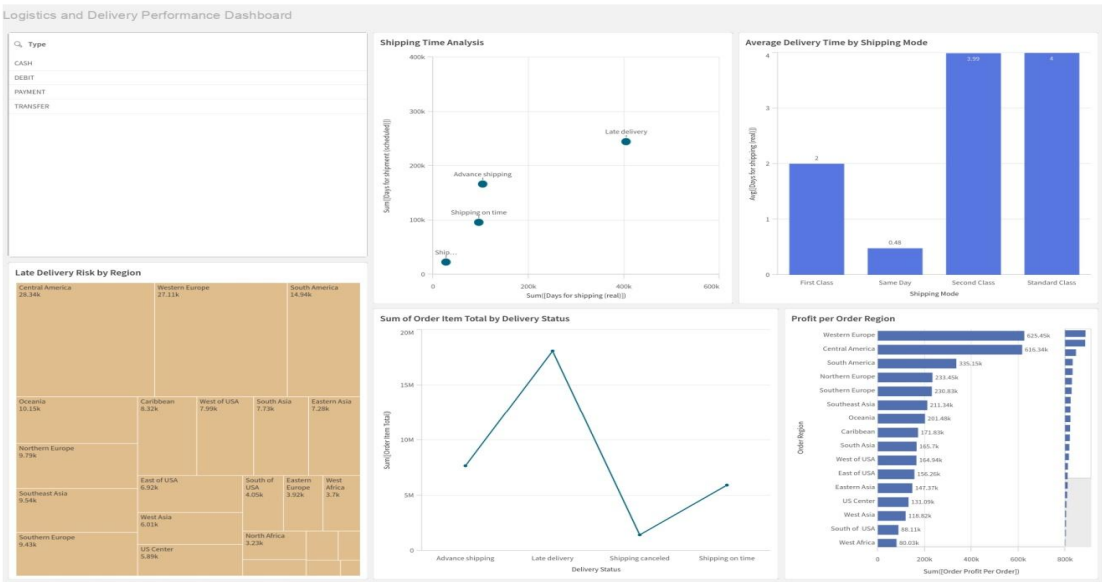 Logistics and Delivery Performance Dashboard
Type
CASH
DEBIT
PAYMENT
TRANSFER
Shipping Time Analysis
400k
300k
200k
100k
0
Sum([Days for shipment (scheduled)])
Late delivery
Advance shipping
Shipping on time
Ship...
0
200k
400k
600k
Sum([Days for shipping (real)])
Average Delivery Time by Shipping Mode
4
3
2
1
0
Avg([Days for shipping (real)])
2
0.48
3.99
4
First Class
Same Day
Second Class
Standard Class
Shipping Mode
Late Delivery Risk by Region
Central America
28.34k
Western Europe
27.11k
South America
14.94k
Oceania
10.15k
Northern Europe
9.79k
Southeast Asia
9.54k
Southern Europe
9.43k
Caribbean
8.32k
West of USA
7.99k
South Asia
7.73k
Eastern Asia
7.28k
East of USA
6.92k
West Asia
6.01k
US Center
5.89k
South of
USA
4.05k
Eastern
Europe
3.92k
West
Africa
3.7k
North Africa
3.23k
Sum of Order Item Total by Delivery Status
20M
15M
10M
5M
0
Sum([Order Item Total])
Advance shipping
Late delivery
Shipping canceled
Shipping on time
Delivery Status
Profit per Order Region
Order Region
Western Europe 625.45k
Central America 616.34k
South America 335.15k
Northern Europe 233.45k
Southern Europe 230.83k
Southeast Asia 211.34k
Oceania 201.48k
Caribbean 171.83k
South Asia 165.7k
West of USA 164.94k
East of USA 156.26k
Eastern Asia 147.37k
US Center 131.09k
West Asia 118.82k
South of USA 88.11k
West Africa 80.03k
0
200k
400k
600k
800k
Sum([Order Profit Per Order])